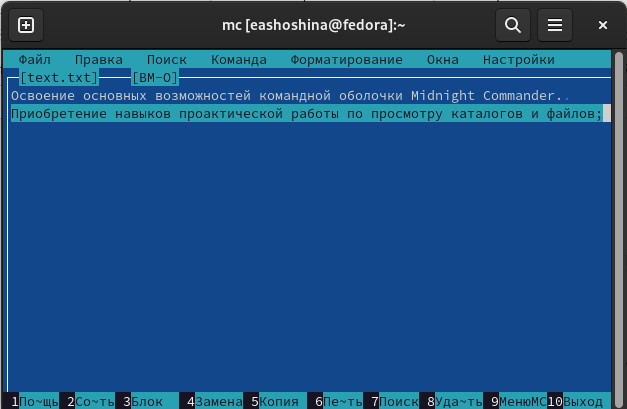 mc [eashoshina@fedora]:~
Файл Правка Поиск Команда Форматирование Окна Настройки
[text.txt] [BM-O]
Освоение основных возможностей командной оболочки Midnight Commander..
Приобретение навыков проактической работы по просмотру каталогов и файлов;
1По~щь 2Со~ть 3Блок 4Замена 5Копия 6Пе~ть 7Поиск 8Уда~ть 9МенюMC 10Выход